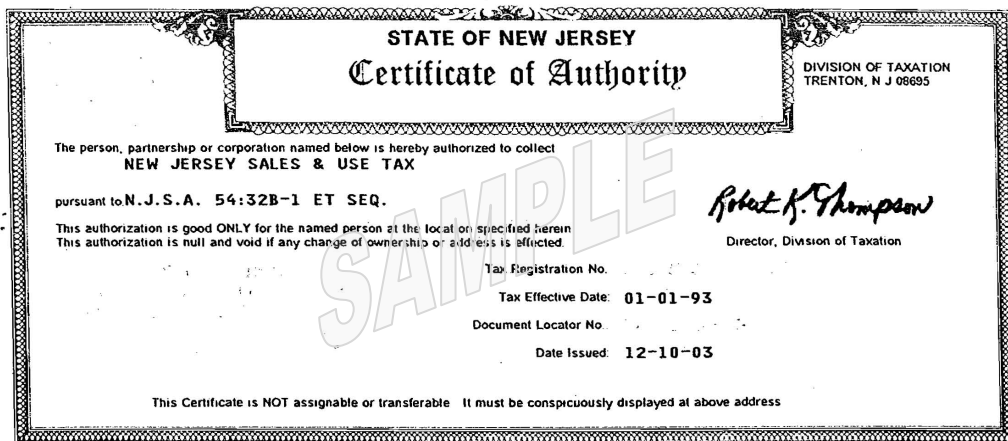 STATE OF NEW JERSEY
Certificate of Authority
DIVISION OF TAXATION
TRENTON, N J 08695
The person, partnership or corporation named below is hereby authorized to collect
NEW JERSEY SALES & USE TAX
pursuant to N.J.S.A. 54:32B-1 ET SEQ.
This authorization is good ONLY for the named person at the location specified herein
This authorization is null and void if any change of ownership or address is effected.
Robert K. Thompson
Director, Division of Taxation
Tax Registration No.
Tax Effective Date: 01-01-93
Document Locator No.
Date Issued: 12-10-03
This Certificate is NOT assignable or transferable It must be conspicuously displayed at above address
SAMPLE